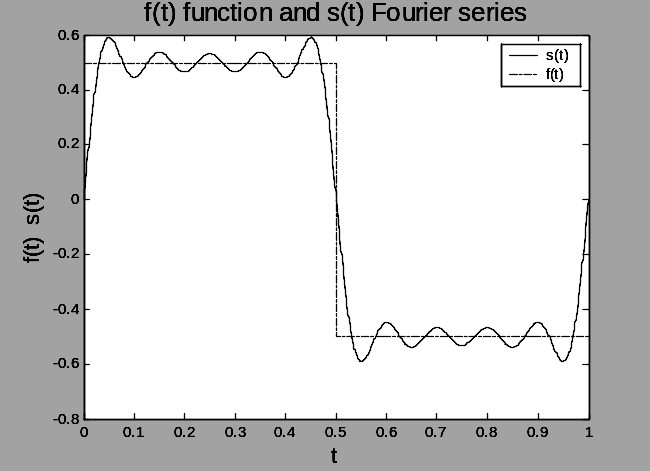 f(t) function and s(t) Fourier series
s(t)
f(t)
f(t) s(t)
0.6
0.4
0.2
0
-0.2
-0.4
-0.6
-0.8
0 0.1 0.2 0.3 0.4 0.5 0.6 0.7 0.8 0.9 1
t